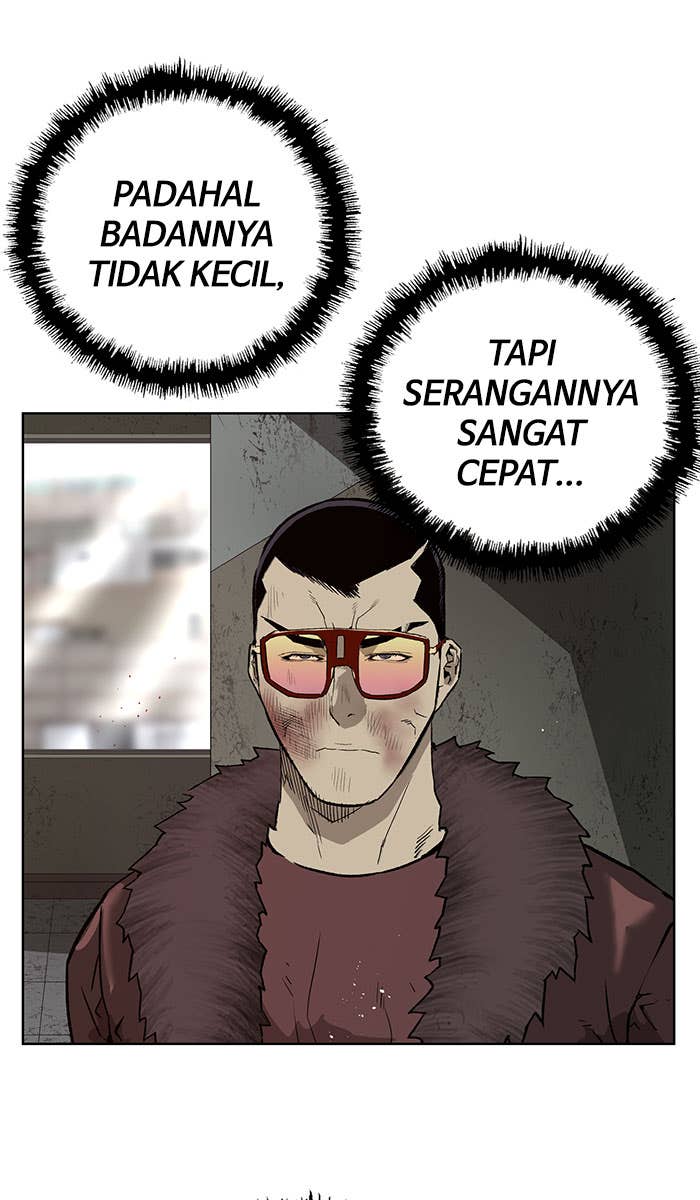 PADAHAL
BADANNYA
TIDAK KECIL,
TAPI
SERANGANNYA
SANGAT
CEPAT...